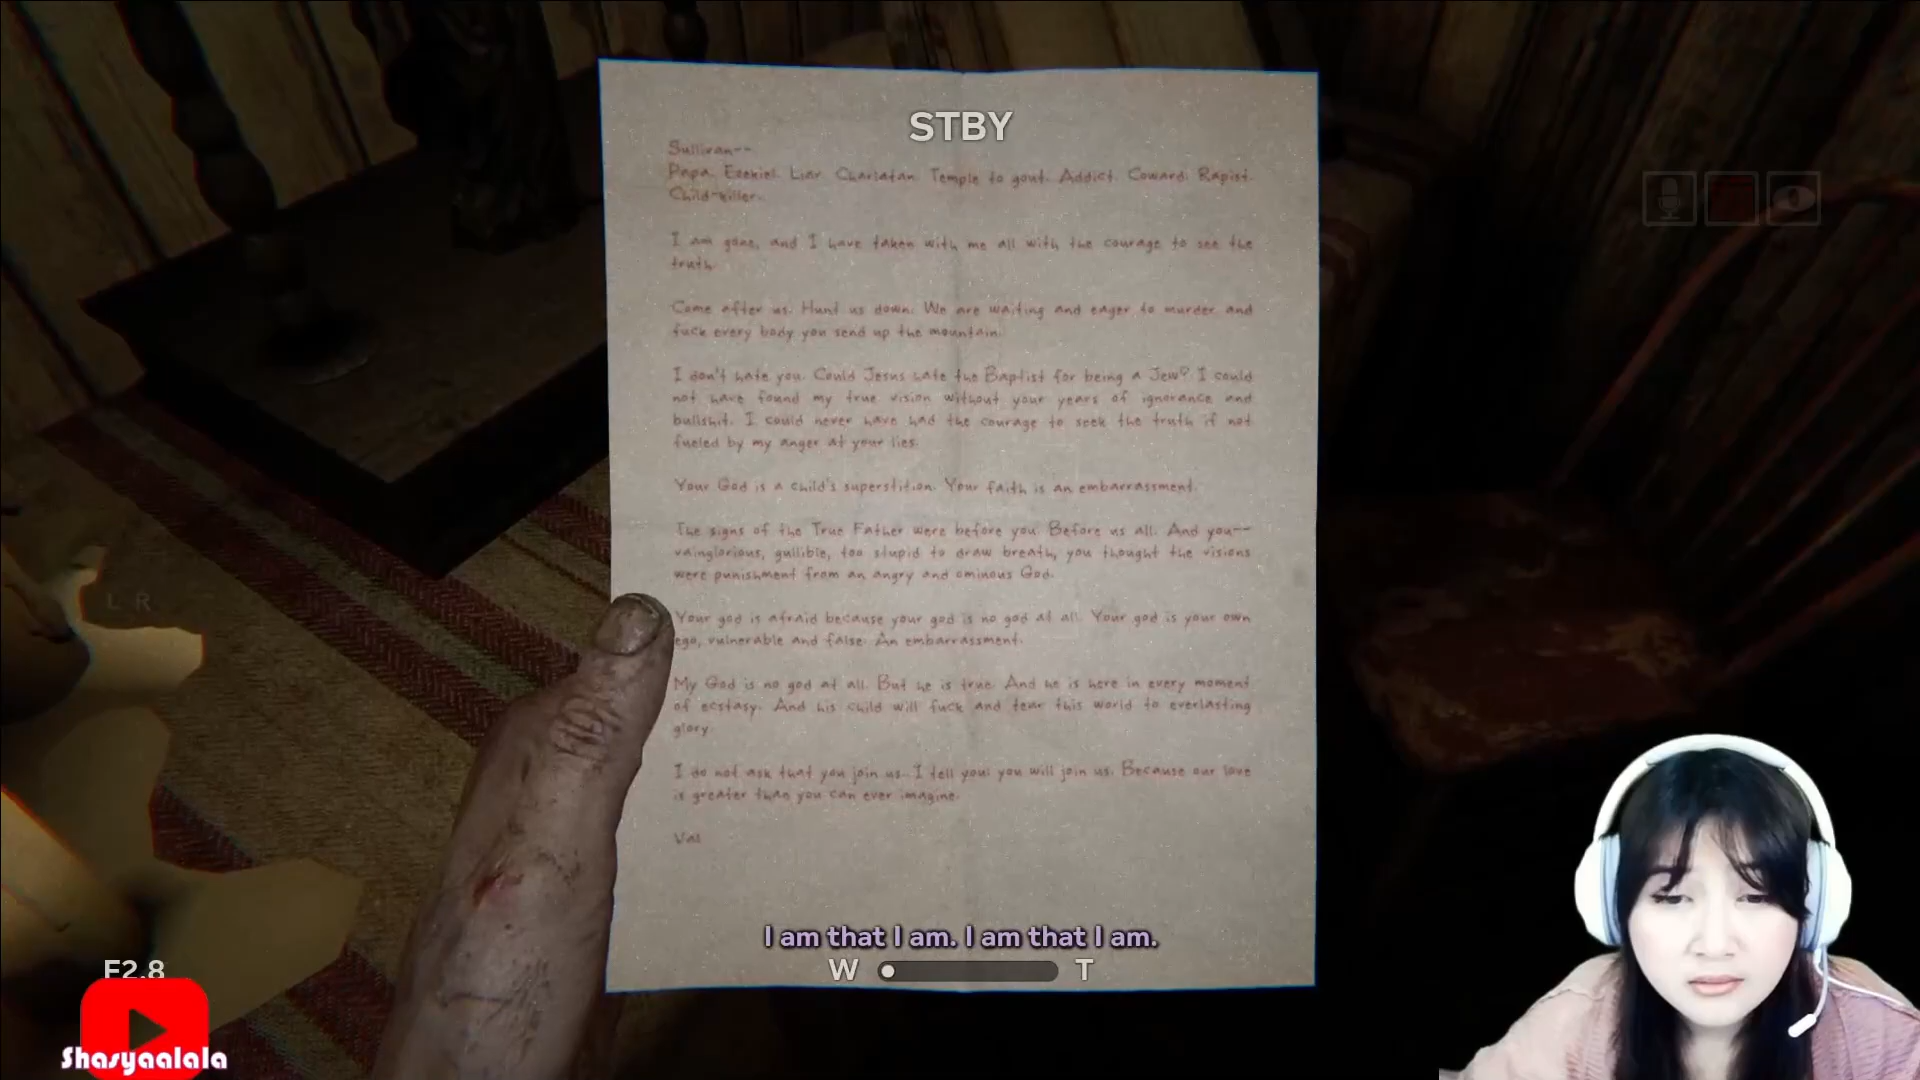 STBY
Sullivan--
Papa. Ezekiel. Liar. Charlatan. Temple to gout. Addict. Coward. Rapist.
Child-killer.
I am gone, and I have taken with me all with the courage to see the
truth.
Come after us. Hunt us down. We are waiting and eager to murder and
fuck every body you send up the mountain.
I don't hate you. Could Jesus hate the Baptist for being a Jew? I could
not have found my true vision without your years of ignorance and
bullshit. I could never have had the courage to seek the truth if not
fueled by my anger at your lies.
Your God is a child's superstition. Your faith is an embarrassment.
The signs of the True Father were before you. Before us all. And you--
vainglorious, gullible, too stupid to draw breath, you thought the visions
were punishment from an angry and ominous God.
L R
Your god is afraid because your god is no god at all. Your god is your own
ego, vulnerable and false. An embarrassment.
My God is no god at all. But he is true. And he is here in every moment
of ecstasy. And his child will fuck and tear this world to everlasting
glory.
I do not ask that you join us. I tell you: you will join us. Because our love
is greater than you can ever imagine.
Val
I am that I am. I am that I am.
F2.8
W T
Shasyaalala